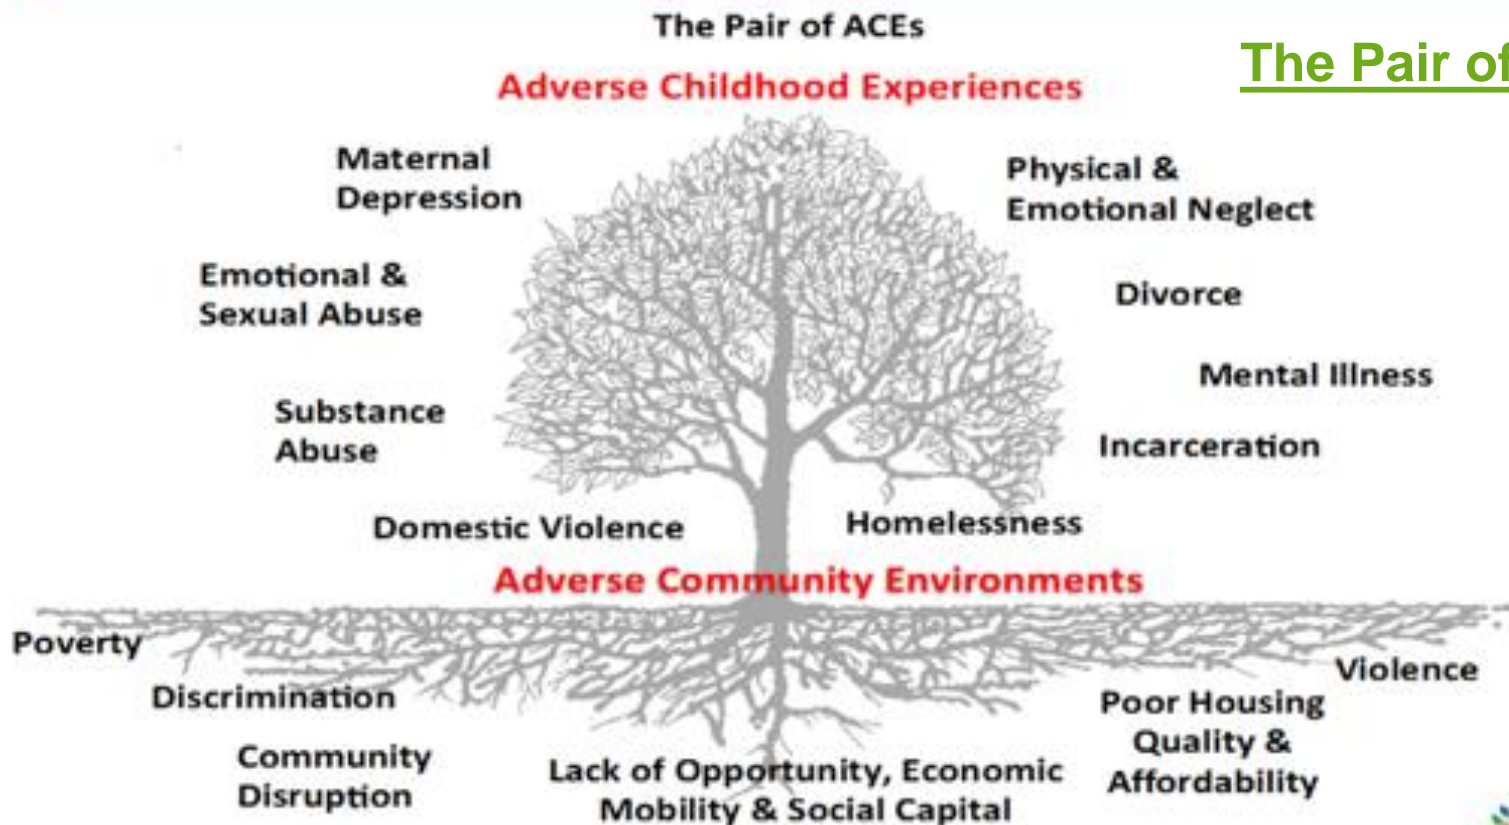 The Pair of ACEs
The Pair of
Adverse Childhood Experiences
Maternal
Depression
Physical &
Emotional Neglect
Emotional &
Sexual Abuse
Divorce
Mental Illness
Substance
Abuse
Incarceration
Domestic Violence
Homelessness
Adverse Community Environments
Poverty
Violence
Discrimination
Poor Housing
Quality &
Affordability
Community
Disruption
Lack of Opportunity, Economic
Mobility & Social Capital